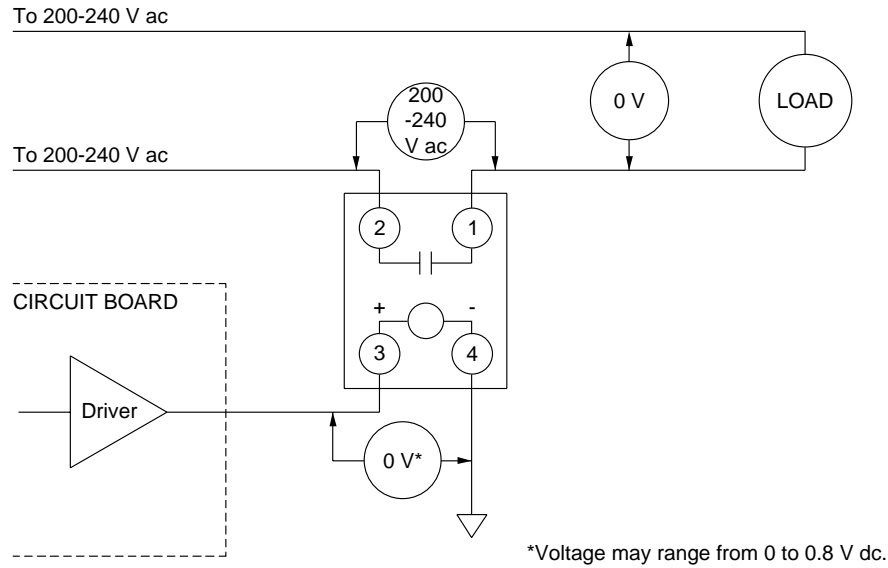 To 200-240 V ac
200
-240
V ac
0 V
LOAD
To 200-240 V ac
2
1
CIRCUIT BOARD
+
-
3
4
Driver
0 V*
*Voltage may range from 0 to 0.8 V dc.